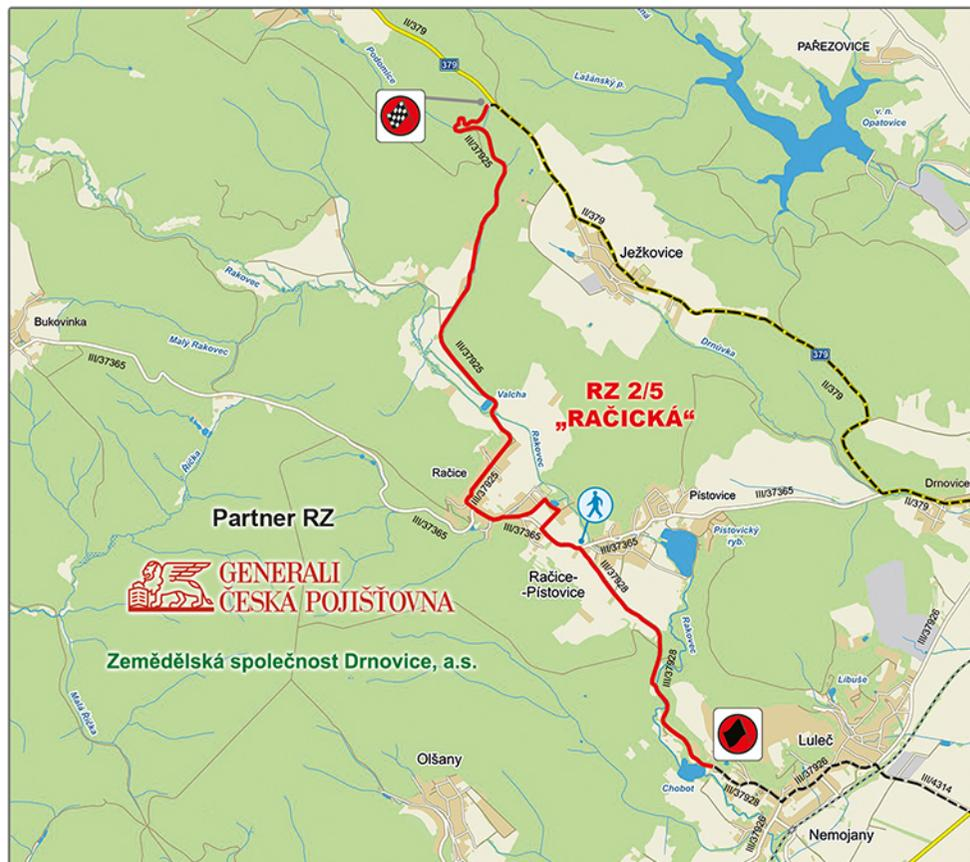 II/379
PAŘEZOVICE
Podomice
379
Lažánský p.
v. n.
Opatovice
III/37925
II/379
Ježkovice
Rakovec
Bukovinka
Malý Rakovec
Drnůvka
379
III/37365
III/37925
II/379
Valcha
RZ 2/5
„RAČICKÁ“
Rakovec
Říčka
Račice
III/37925
Drnovice
Pístovice
III/37365
II/379
Partner RZ
III/37365
III/37365
Pístovický
ryb.
III/37365
GENERALI
ČESKÁ POJIŠŤOVNA
Račice-
-Pístovice
III/37928
Rakovec
III/37926
Zemědělská společnost Drnovice, a.s.
III/37928
Libuše
Malá Říčka
Luleč
Olšany
III/37926
III/4314
Chobot
III/37928
III/37926
Nemojany